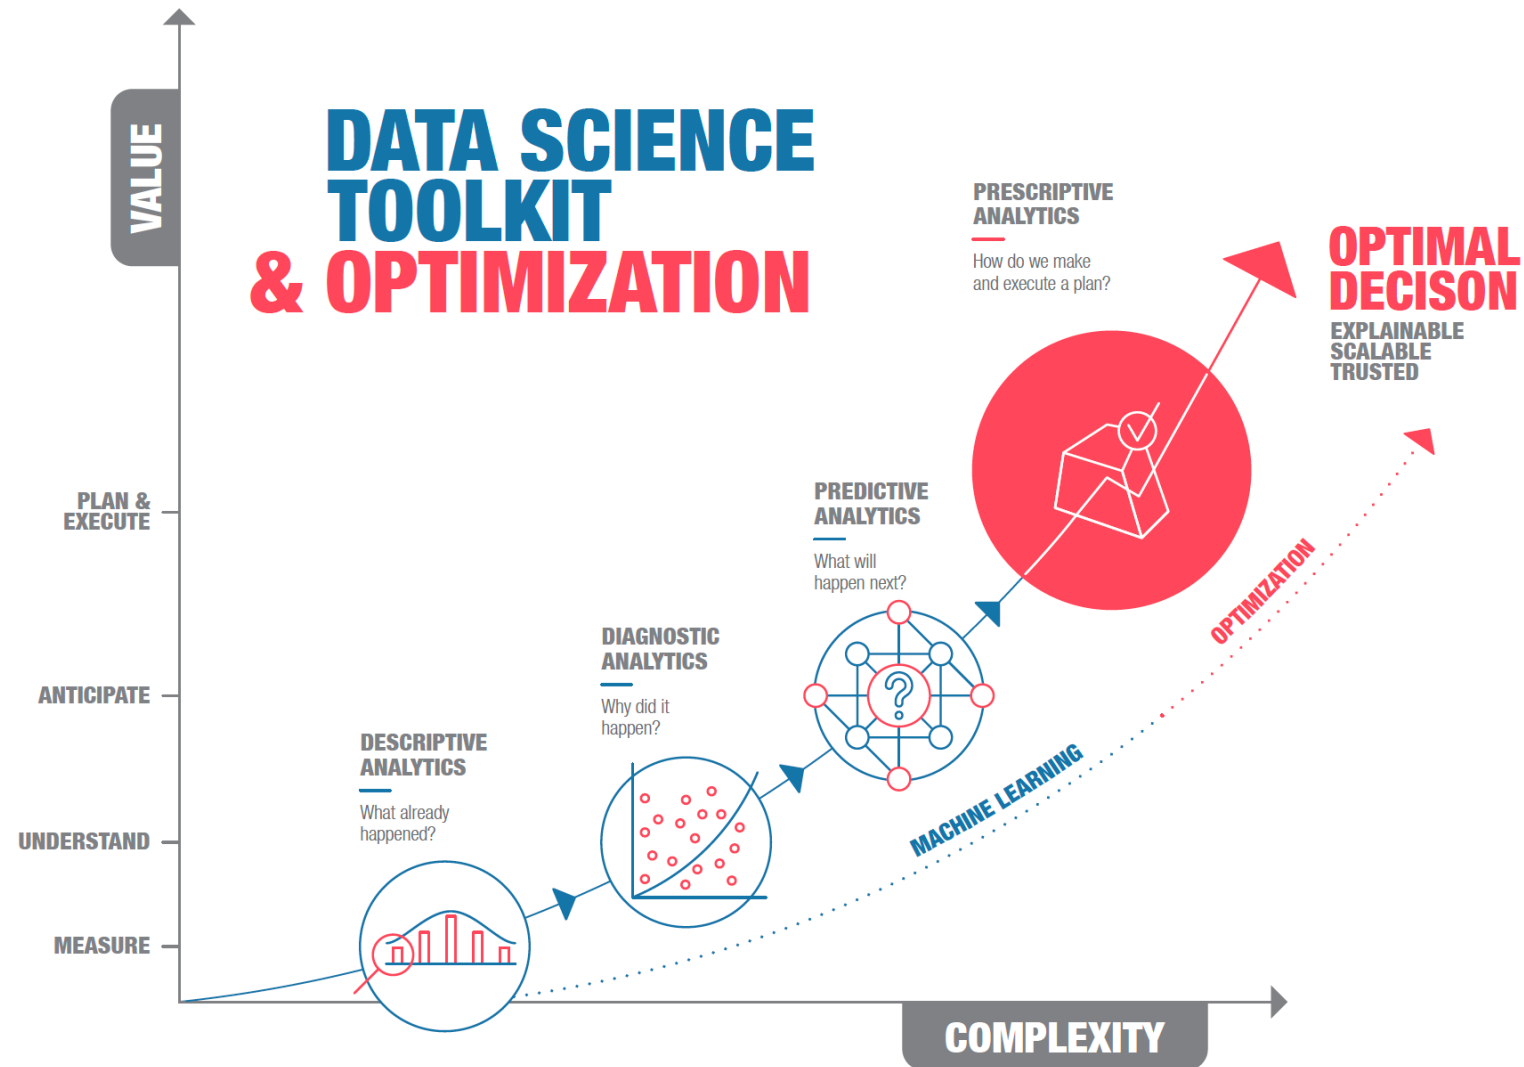 VALUE
DATA SCIENCE
TOOLKIT
& OPTIMIZATION
PRESCRIPTIVE
ANALYTICS
How do we make
and execute a plan?
OPTIMAL
DECISON
EXPLAINABLE
SCALABLE
TRUSTED
PLAN &
EXECUTE
PREDICTIVE
ANALYTICS
What will
happen next?
?
OPTIMIZATION
ANTICIPATE
DIAGNOSTIC
ANALYTICS
Why did it
happen?
MACHINE LEARNING
DESCRIPTIVE
ANALYTICS
What already
happened?
UNDERSTAND
MEASURE
COMPLEXITY